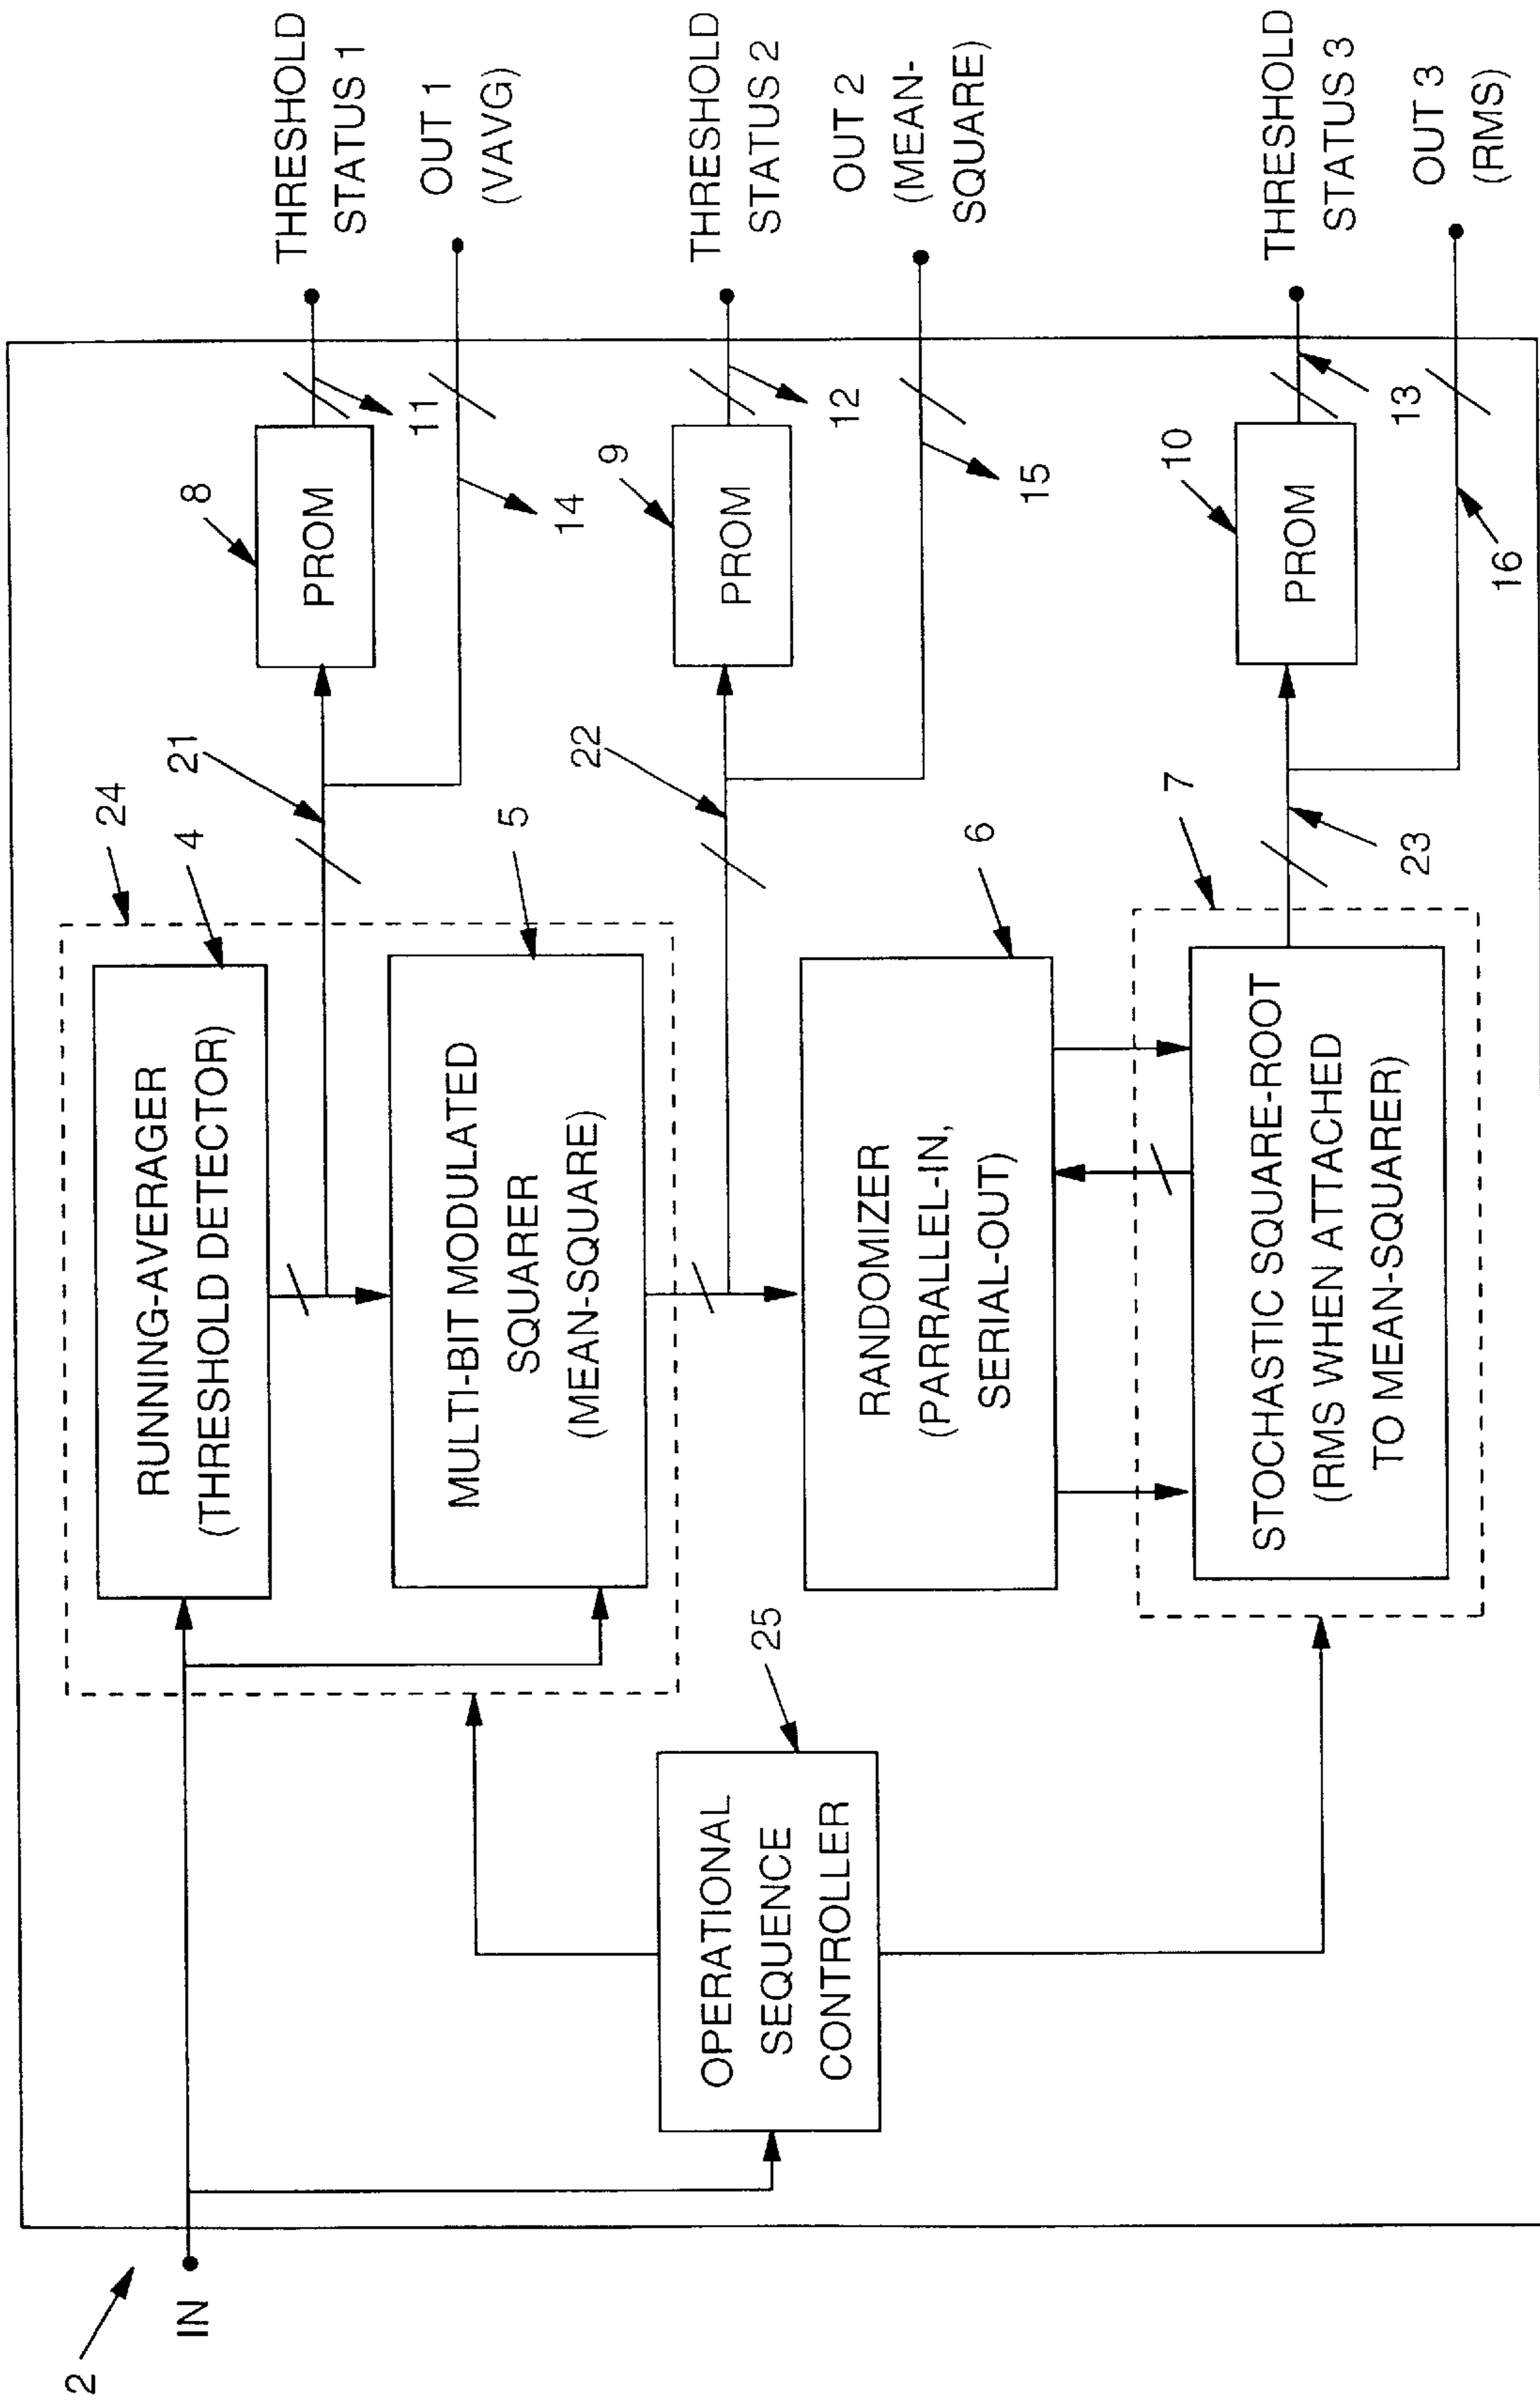 2
IN
OPERATIONAL
SEQUENCE
CONTROLLER
25
24
4
RUNNING-AVERAGER
(THRESHOLD DETECTOR)
5
MULTI-BIT MODULATED
SQUARER
(MEAN-SQUARE)
6
RANDOMIZER
(PARRALLEL-IN,
SERIAL-OUT)
7
STOCHASTIC SQUARE-ROOT
(RMS WHEN ATTACHED
TO MEAN-SQUARER)
21
22
23
8
PROM
9
PROM
10
PROM
11
14
12
15
13
16
THRESHOLD
STATUS 1
OUT 1
(VAVG)
THRESHOLD
STATUS 2
OUT 2
(MEAN-
SQUARE)
THRESHOLD
STATUS 3
OUT 3
(RMS)